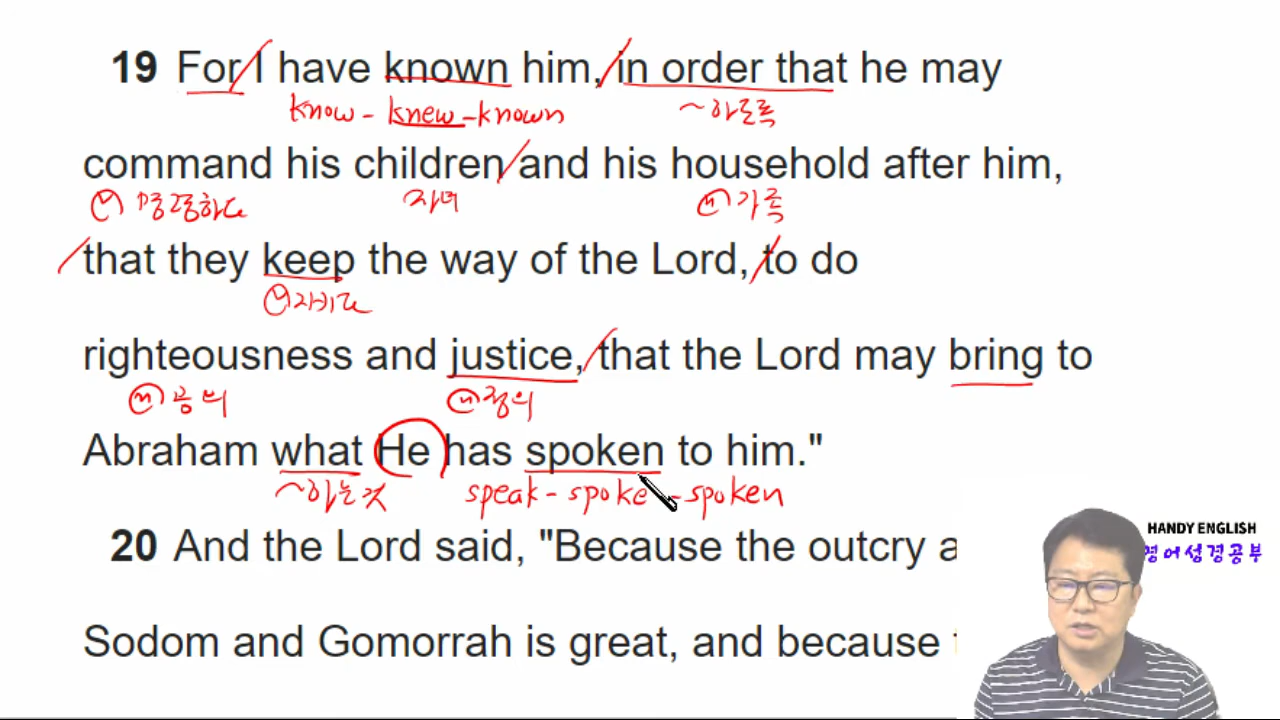 19 For I have known him, in order that he may
know - knew - known ~하도록
command his children and his household after him,
ⓥ 명령하다 자녀 ⓝ 가족
that they keep the way of the Lord, to do
ⓥ 지키다
righteousness and justice, that the Lord may bring to
ⓝ 공의 ⓝ 정의
Abraham what He has spoken to him."
~하는 것 speak - spoke - spoken
20 And the Lord said, "Because the outcry a
HANDY ENGLISH
영어성경공부
Sodom and Gomorrah is great, and because